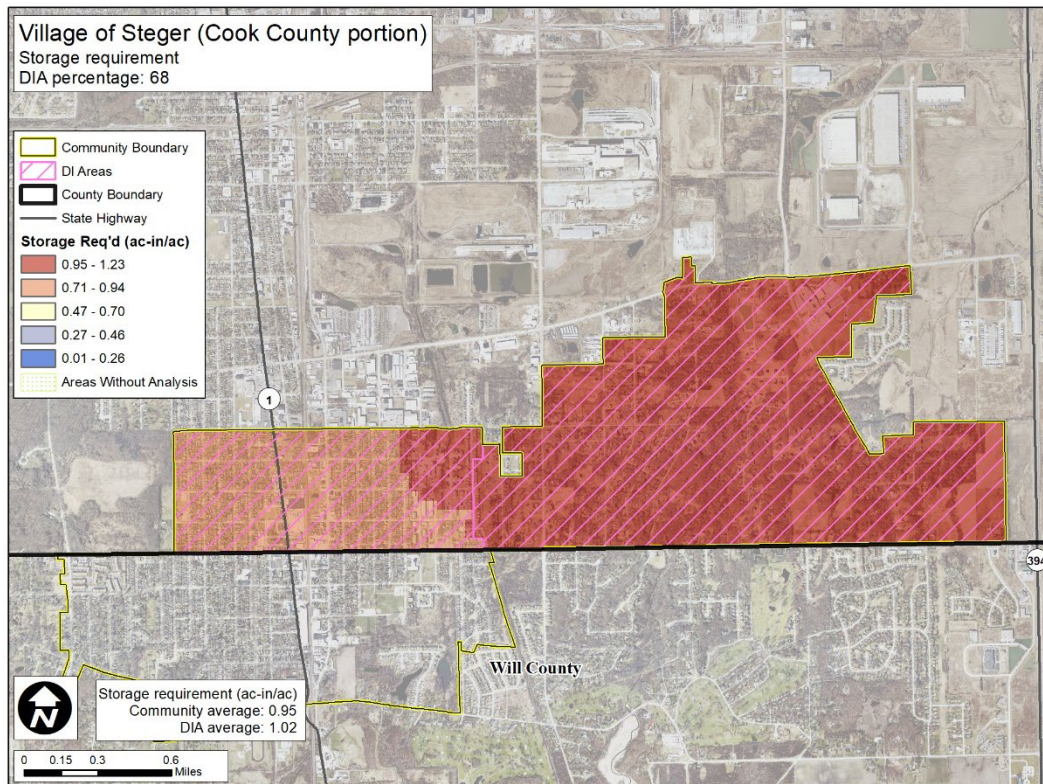 Village of Steger (Cook County portion)
Storage requirement
DIA percentage: 68
Community Boundary
DI Areas
County Boundary
State Highway
Storage Req'd (ac-in/ac)
0.95 - 1.23
0.71 - 0.94
0.47 - 0.70
0.27 - 0.46
0.01 - 0.26
Areas Without Analysis
1
394
Will County
N
Storage requirement (ac-in/ac)
Community average: 0.95
DIA average: 1.02
0 0.15 0.3 0.6
Miles